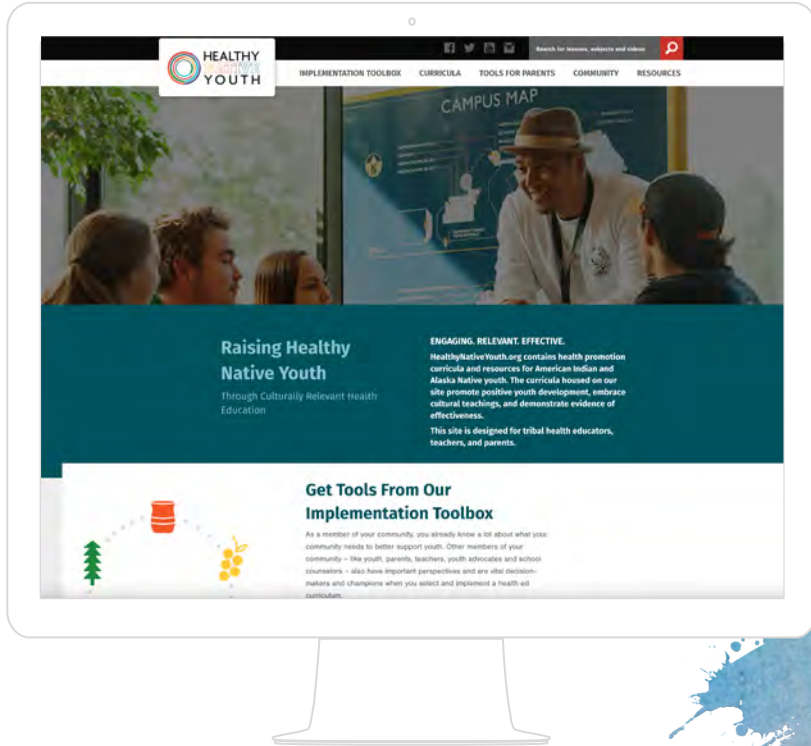 HEALTHY
YOUTH
Search for lessons, subjects and videos
IMPLEMENTATION TOOLBOX CURRICULA TOOLS FOR PARENTS COMMUNITY RESOURCES
CAMPUS MAP
Raising Healthy
Native Youth
Through Culturally Relevant Health
Education
ENGAGING. RELEVANT. EFFECTIVE.
HealthyNativeYouth.org contains health promotion
curricula and resources for American Indian and
Alaska Native youth. The curricula housed on our
site promote positive youth development, embrace
cultural teachings, and demonstrate evidence of
effectiveness.
This site is designed for tribal health educators,
teachers, and parents.
Get Tools From Our
Implementation Toolbox
As a member of your community, you already know a lot about what your
community needs to better support youth. Other members of your
community – like youth, parents, teachers, youth advocates and school
counselors – also have important perspectives and are vital decision-
makers and champions when you select and implement a health ed
curriculum.